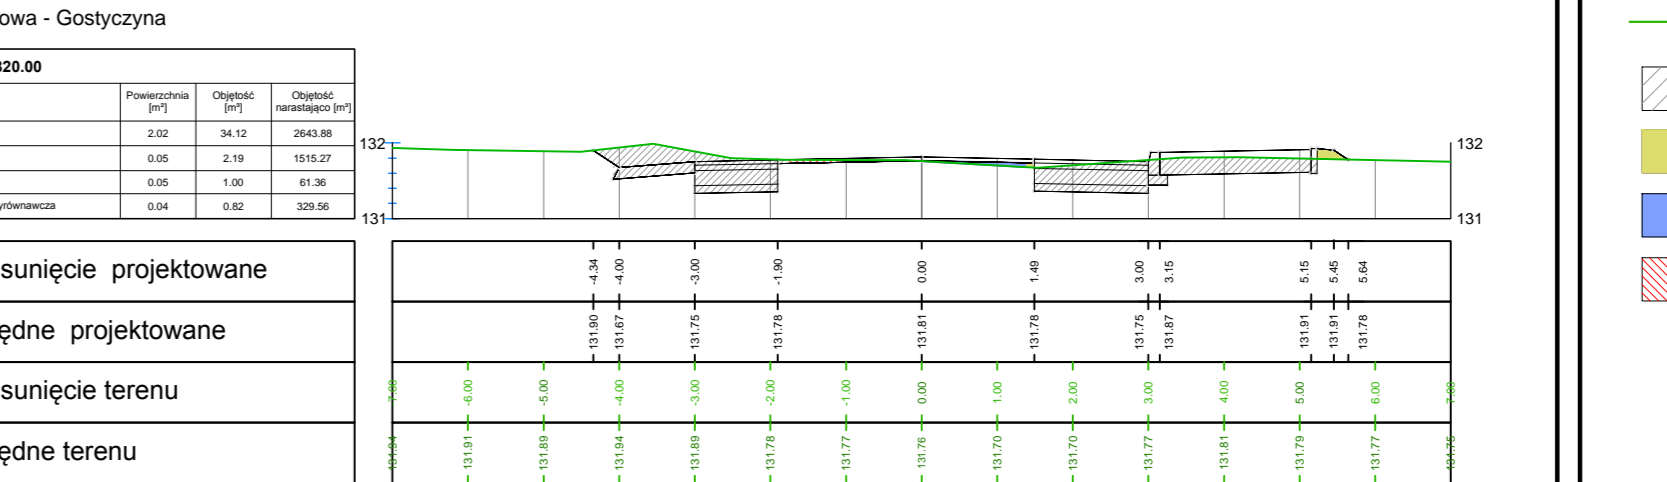 owa - Gostyczyna
320.00
Powierzchnia [m²] Objętość [m³] Objętość narastająco [m³]
2.02 34.12 2643.88
0.05 2.19 1515.27
0.05 1.00 61.36
yrównawcza 0.04 0.82 329.56
132 132
131 131
sunięcie projektowane -4.34 -4.00 -3.00 -1.90 0.00 1.49 3.00 3.15 5.15 5.45 5.64
ędne projektowane 131.90 131.67 131.75 131.78 131.81 131.78 131.75 131.87 131.91 131.91 131.78
sunięcie terenu -6.00 -5.00 -4.00 -3.00 -2.00 -1.00 0.00 1.00 2.00 3.00 4.00 5.00 6.00 7.00
ędne terenu 131.94 131.91 131.89 131.94 131.89 131.78 131.77 131.76 131.70 131.70 131.77 131.81 131.79 131.77 131.75